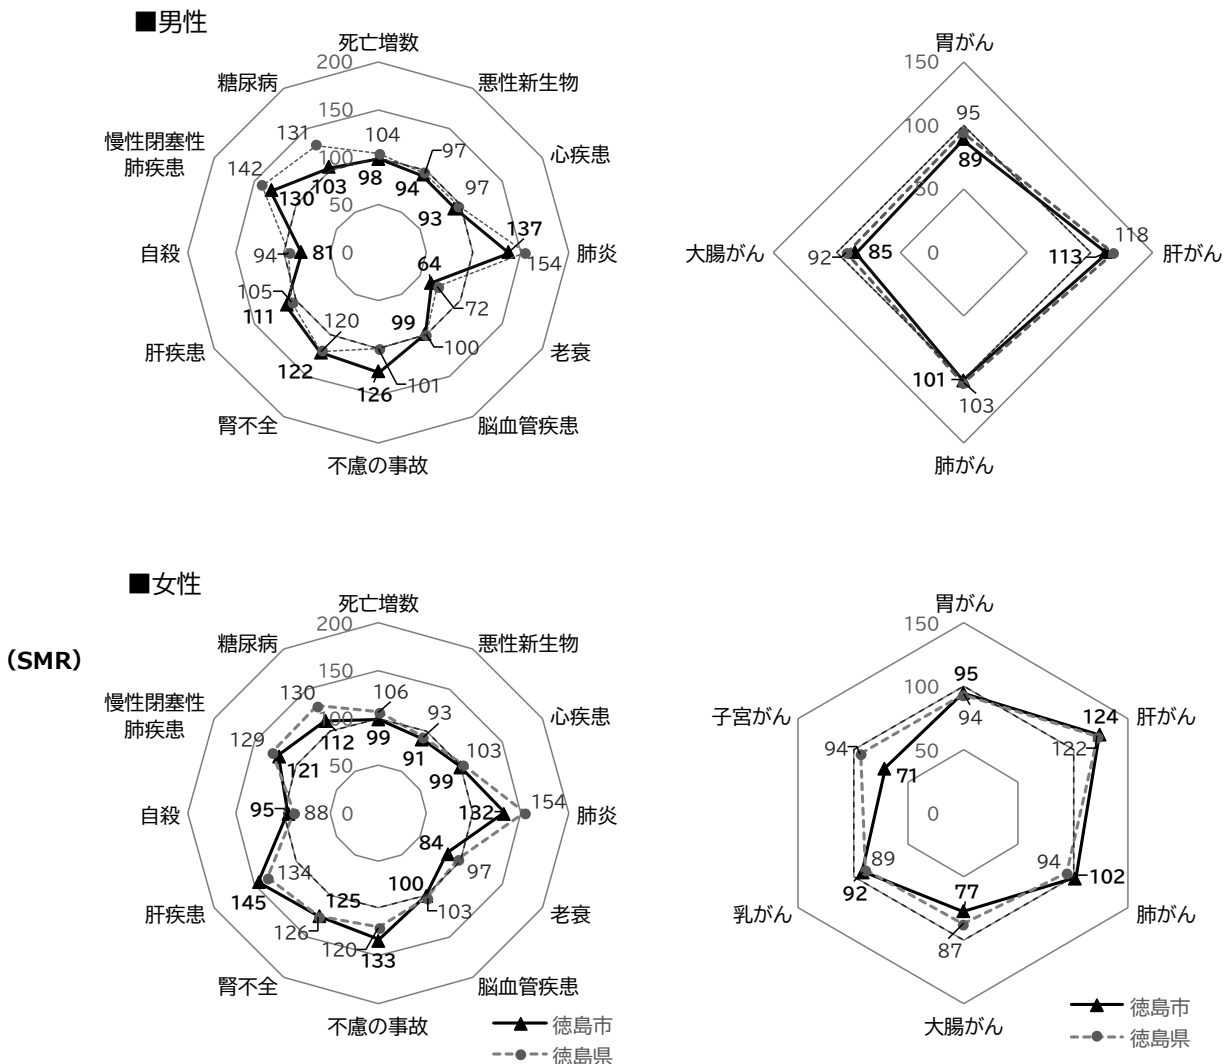 ■男性
死亡増数
200
糖尿病
悪性新生物
150
131
104
慢性閉塞性
肺疾患
心疾患
97
142
100
103
98
94
97
130
93
50
137
自殺
94
81
0
64
154
肺炎
105
111
72
99
120
100
肝疾患
老衰
122
126
101
腎不全
脳血管疾患
不慮の事故
胃がん
150
95
100
89
50
大腸がん
92
85
0
113
118
肝がん
101
103
肺がん
■女性
(SMR)
死亡増数
200
糖尿病
悪性新生物
150
130
106
慢性閉塞性
肺疾患
心疾患
93
129
100
112
99
91
103
121
99
50
自殺
95
88
0
132
154
肺炎
84
134
97
145
125
100
103
肝疾患
老衰
126
120
133
腎不全
脳血管疾患
不慮の事故
徳島市
徳島県
胃がん
150
95
100
94
子宮がん
124
肝がん
94
50
122
71
0
89
94
92
77
102
乳がん
肺がん
87
大腸がん
徳島市
徳島県